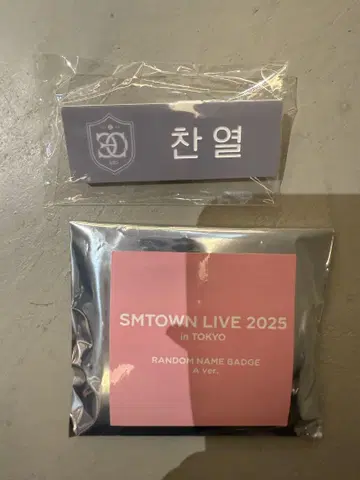 찬열
SMTOWN LIVE 2025
in TOKYO
RANDOM NAME BADGE
A ver.